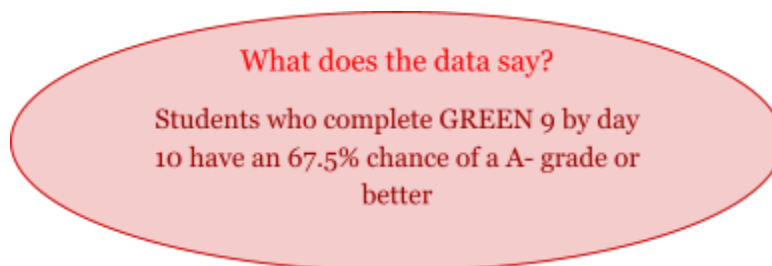 What does the data say?
Students who complete GREEN 9 by day
10 have an 67.5% chance of a A- grade or
better